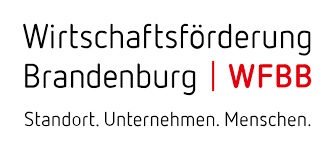 Wirtschaftsförderung
Brandenburg | WFBB
Standort. Unternehmen. Menschen.